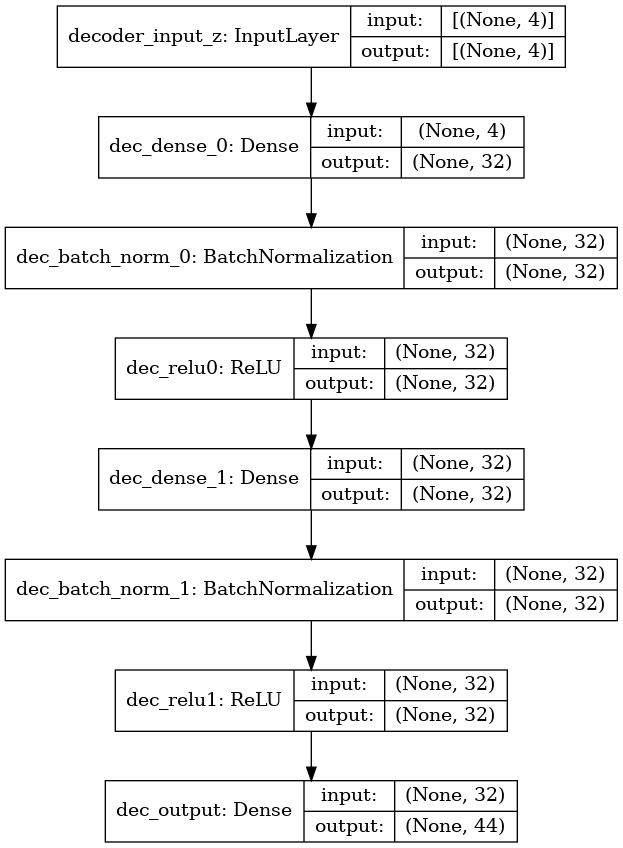 decoder_input_z: InputLayer
input: [(None, 4)]
output: [(None, 4)]
dec_dense_0: Dense
input: (None, 4)
output: (None, 32)
dec_batch_norm_0: BatchNormalization
input: (None, 32)
output: (None, 32)
dec_relu0: ReLU
input: (None, 32)
output: (None, 32)
dec_dense_1: Dense
input: (None, 32)
output: (None, 32)
dec_batch_norm_1: BatchNormalization
input: (None, 32)
output: (None, 32)
dec_relu1: ReLU
input: (None, 32)
output: (None, 32)
dec_output: Dense
input: (None, 32)
output: (None, 44)